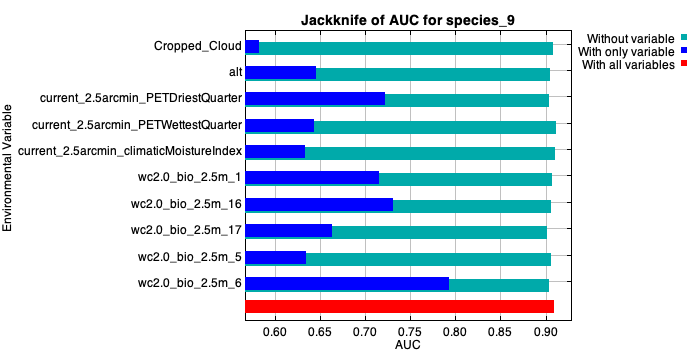 Jackknife of AUC for species_9
Without variable
With only variable
With all variables
Environmental Variable
Cropped_Cloud
alt
current_2.5arcmin_PETDriestQuarter
current_2.5arcmin_PETWettestQuarter
current_2.5arcmin_climaticMoistureIndex
wc2.0_bio_2.5m_1
wc2.0_bio_2.5m_16
wc2.0_bio_2.5m_17
wc2.0_bio_2.5m_5
wc2.0_bio_2.5m_6
0.60 0.65 0.70 0.75 0.80 0.85 0.90
AUC